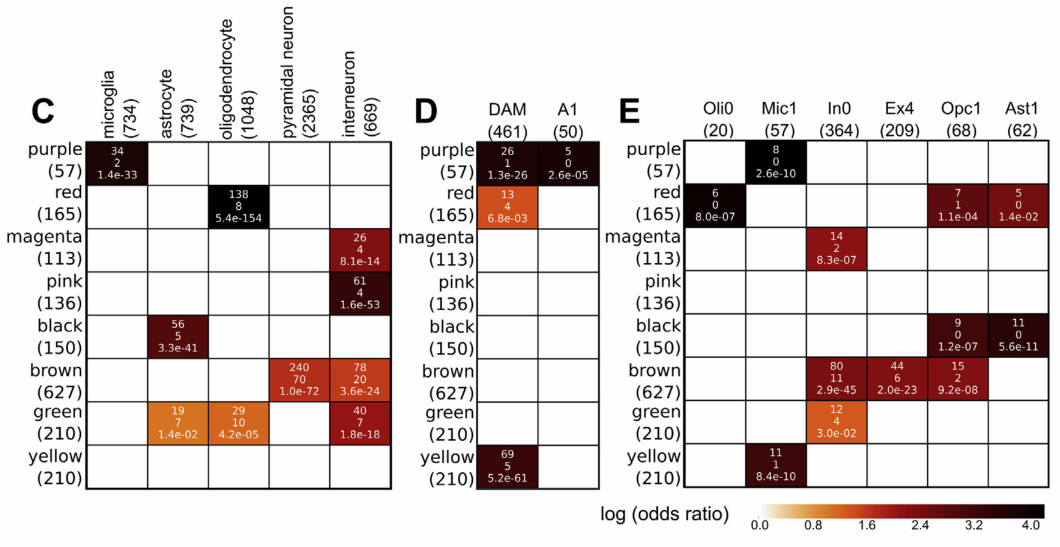 C
microglia
(734)
astrocyte
(739)
oligodendrocyte
(1048)
pyramidal neuron
(2365)
interneuron
(669)
purple
(57)
34
2
1.4e-33
red
(165)
138
8
5.4e-154
magenta
(113)
26
4
8.1e-14
pink
(136)
61
4
1.6e-53
black
(150)
56
5
3.3e-41
brown
(627)
240
70
1.0e-72
78
20
3.6e-24
green
(210)
19
7
1.4e-02
29
10
4.2e-05
40
7
1.8e-18
yellow
(210)
D
DAM
(461)
A1
(50)
purple
(57)
26
1
1.3e-26
5
0
2.6e-05
red
(165)
13
4
6.8e-03
magenta
(113)
pink
(136)
black
(150)
brown
(627)
green
(210)
yellow
(210)
69
5
5.2e-61
E
Oli0
(20)
Mic1
(57)
In0
(364)
Ex4
(209)
Opc1
(68)
Ast1
(62)
purple
(57)
8
0
2.6e-10
red
(165)
6
0
8.0e-07
7
1
1.1e-04
5
0
1.4e-02
magenta
(113)
14
2
8.3e-07
pink
(136)
black
(150)
9
0
1.2e-07
11
0
5.6e-11
brown
(627)
80
11
2.9e-45
44
6
2.0e-23
15
2
9.2e-08
green
(210)
12
4
3.0e-02
yellow
(210)
11
1
8.4e-10
log (odds ratio)
0.0 0.8 1.6 2.4 3.2 4.0